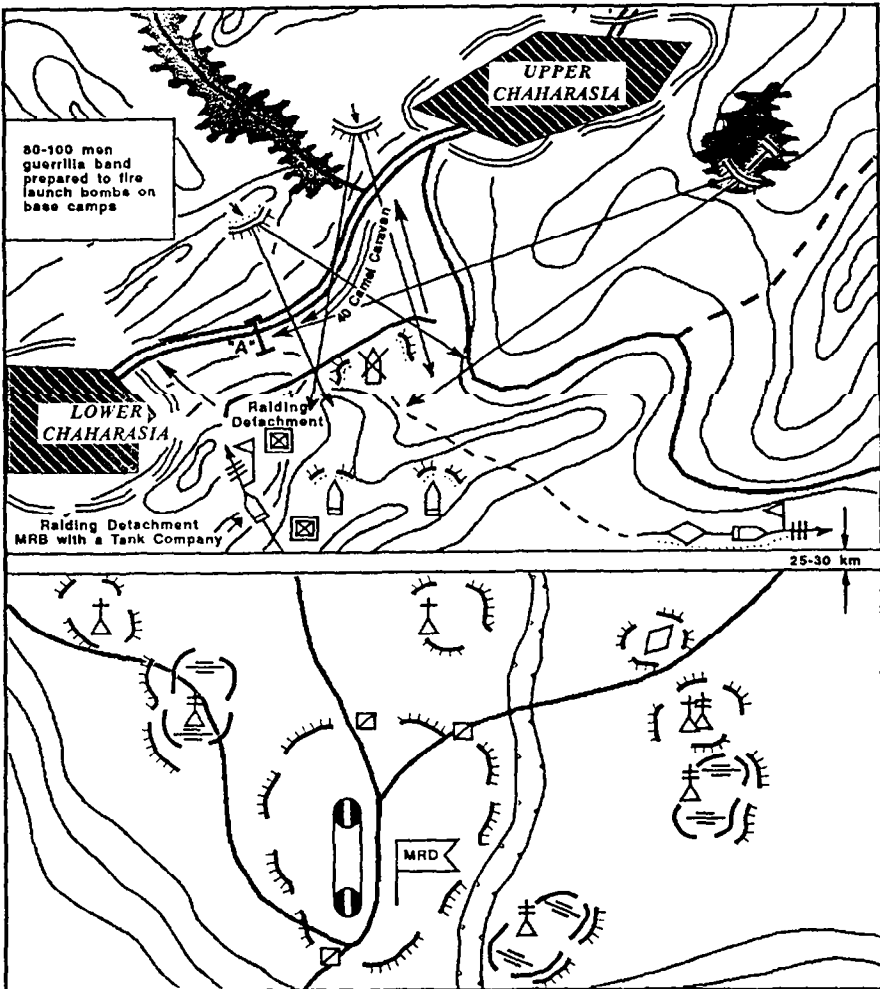 UPPER
CHAHARASIA
80-100 men
guerrilla band
prepared to fire
launch bombs on
base camps
40 Camel Caravan
"A"
LOWER
CHAHARASIA
Raiding
Detachment
Raiding Detachment
MRB with a Tank Company
25-30 km
MRD